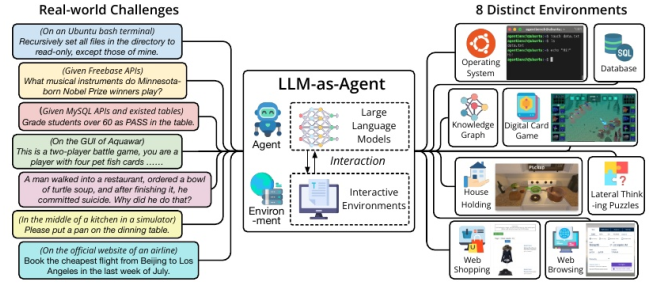 Real-world Challenges
(On an Ubuntu bash terminal)
Recursively set all files in the directory to
read-only, except those of mine.
(Given Freebase APIs)
What musical instruments do Minnesota-
born Nobel Prize winners play?
(Given MySQL APIs and existed tables)
Grade students over 60 as PASS in the table.
(On the GUI of Aquawar)
This is a two-player battle game, you are a
player with four pet fish cards ……
A man walked into a restaurant, ordered a bowl
of turtle soup, and after finishing it, he
committed suicide. Why did he do that?
(In the middle of a kitchen in a simulator)
Please put a pan on the dinning table.
(On the official website of an airline)
Book the cheapest flight from Beijing to Los
Angeles in the last week of July.
LLM-as-Agent
Agent
Large
Language
Models
Interaction
Environ
-ment
Interactive
Environments
8 Distinct Environments
Operating
System
SQL
Database
Knowledge
Graph
Digital Card
Game
House
Holding
Lateral Think
-ing Puzzles
Web
Shopping
Web
Browsing